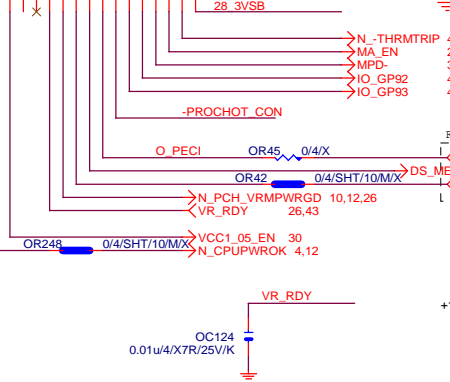 28_3VSB
N_-THRMTRIP 4
MA_EN
MPD-
IO_GP92
IO_GP93
-PROCHOT_CON
O_PECI OR45 0/4/X
DS_ME
OR42 0/4/SHT/10/M/X
N_PCH_VRMPWRGD 10,12,26
VR_RDY 26,43
VCC1_05_EN 30
OR248 0/4/SHT/10/M/X N_CPUPWROK 4,12
VR_RDY
OC124
0.01u/4/X7R/25V/K